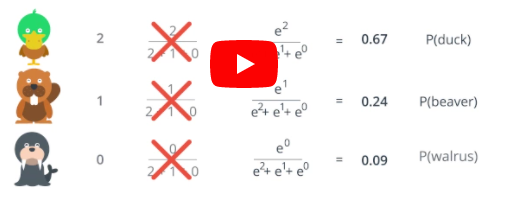 2 2 e² = 0.67 P(duck)
2 1 0 e¹+ e⁰
1 1 e¹ = 0.24 P(beaver)
2 1 0 e²+ e¹+ e⁰
0 0 e⁰ = 0.09 P(walrus)
2 1 0 e²+ e¹+ e⁰